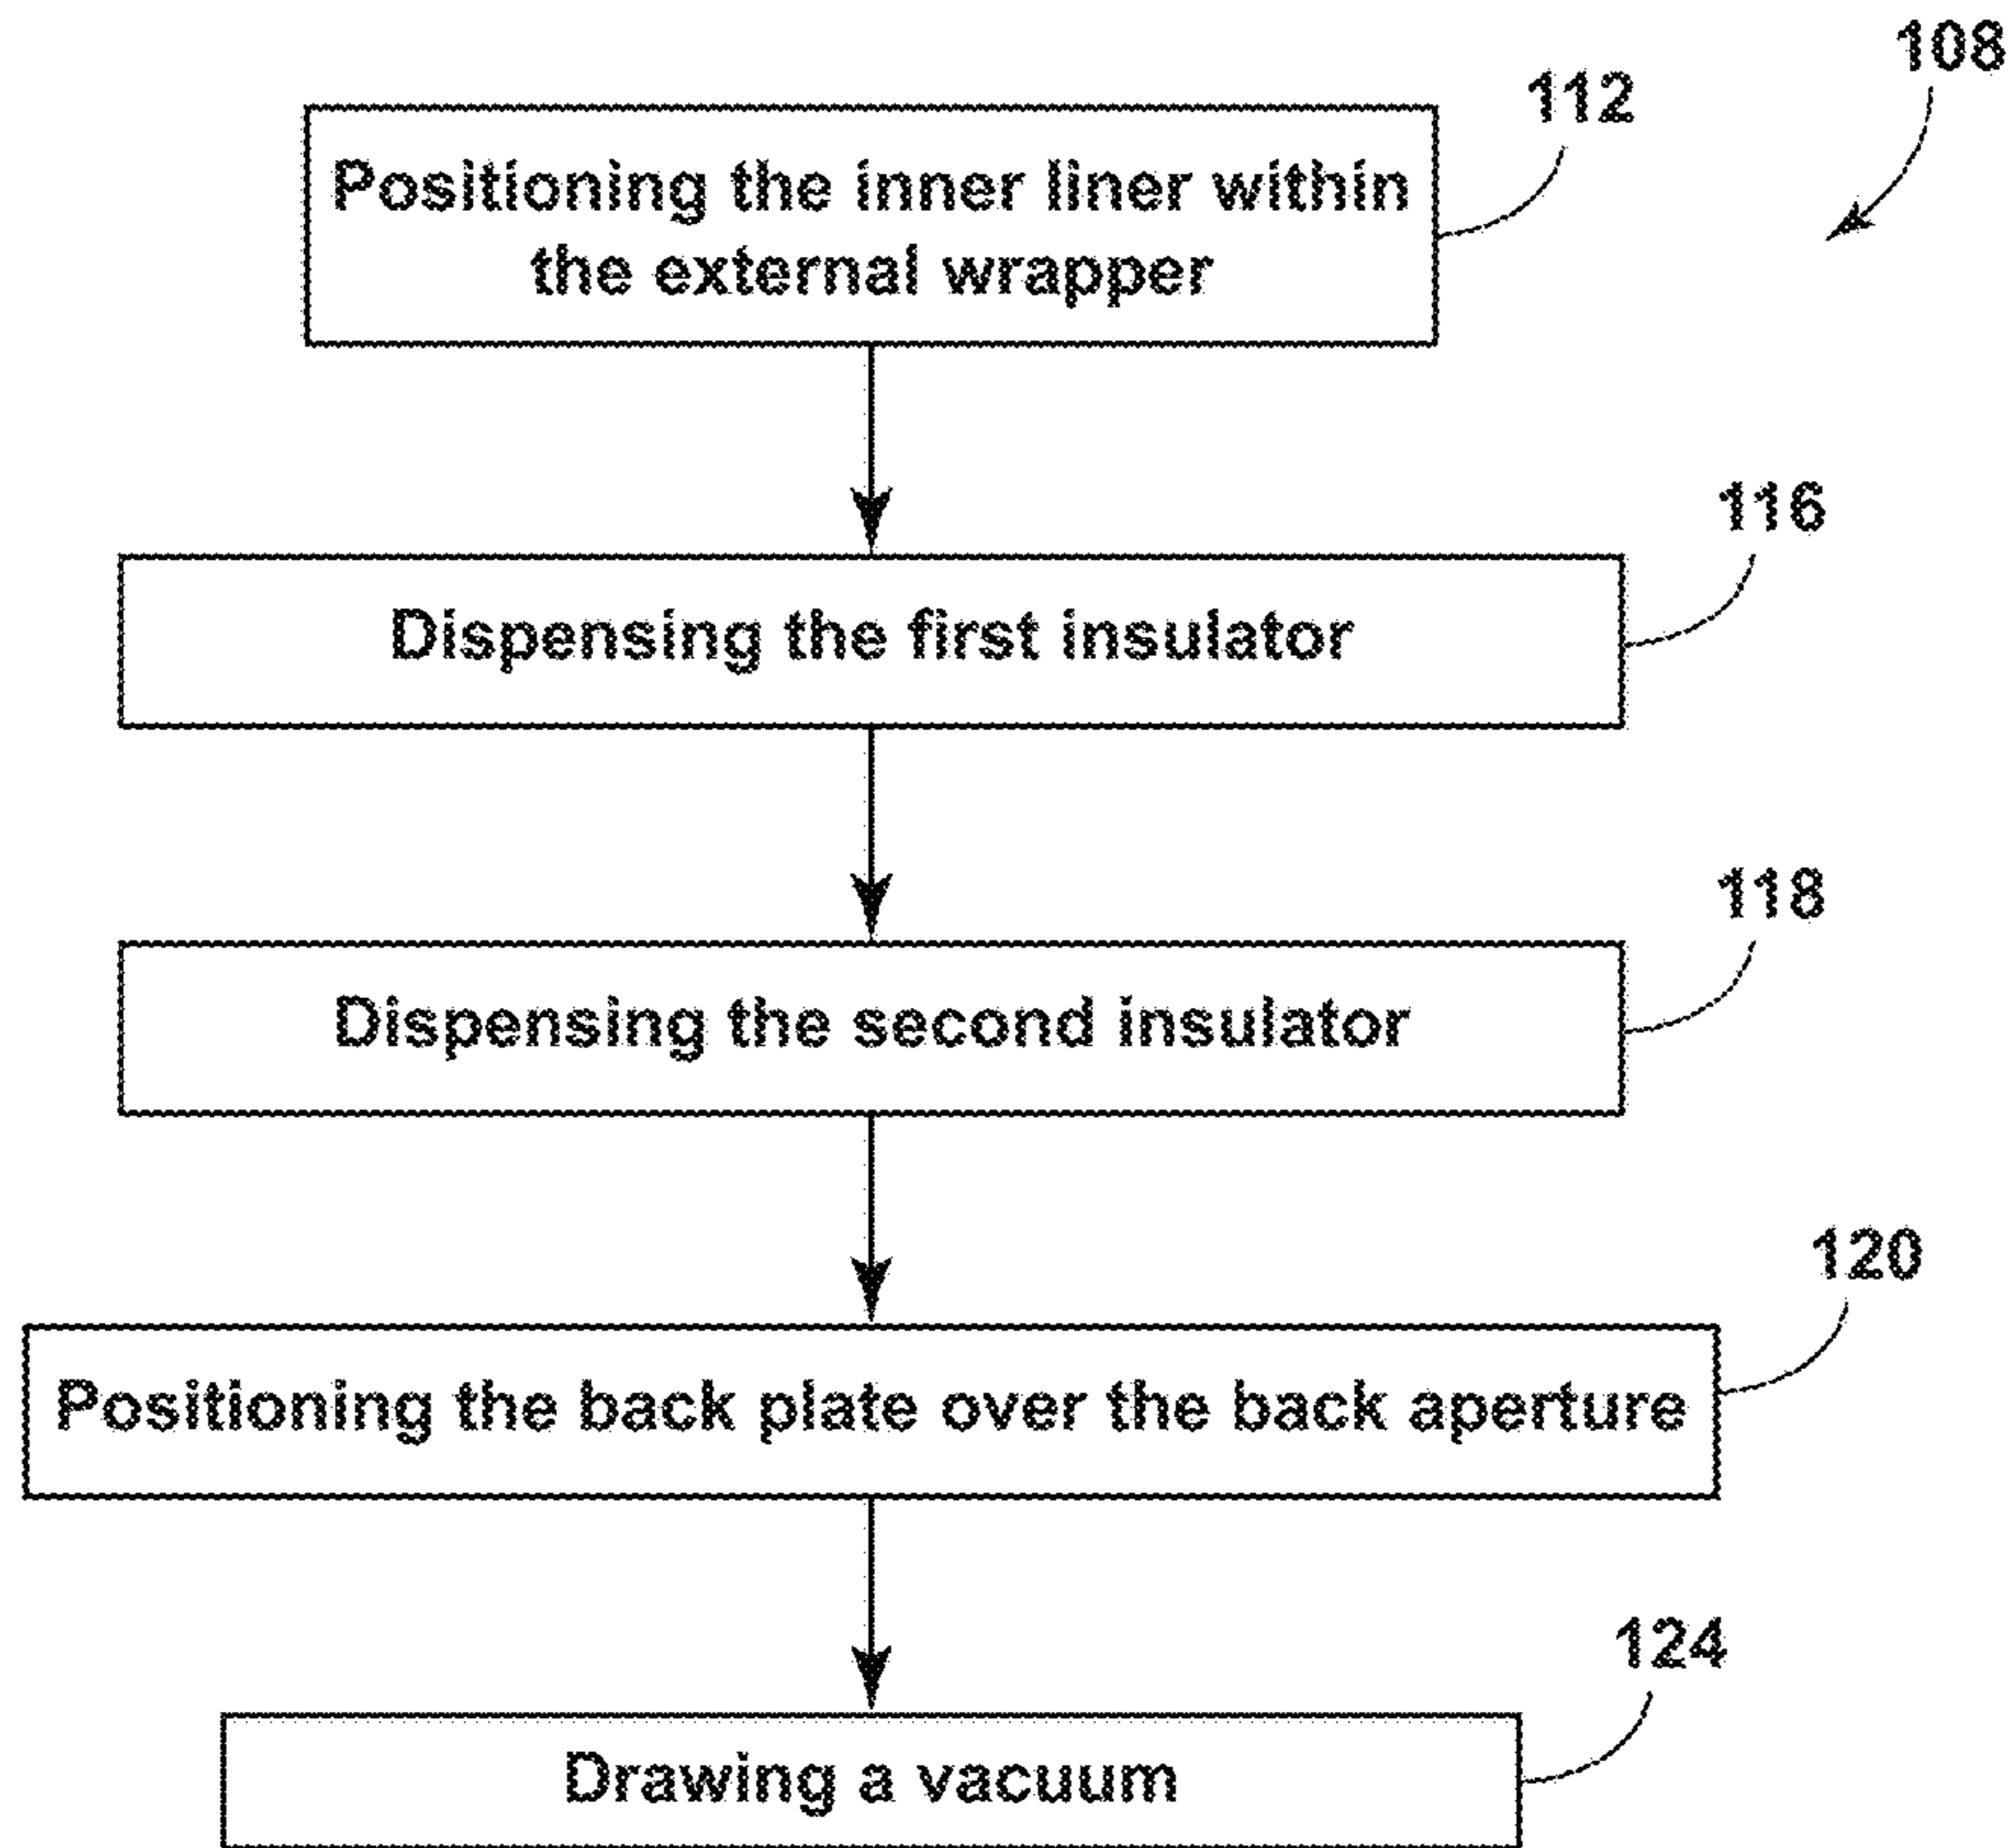 108
112
Positioning the inner liner within
the external wrapper
116
Dispensing the first insulator
118
Dispensing the second insulator
120
Positioning the back plate over the back aperture
124
Drawing a vacuum